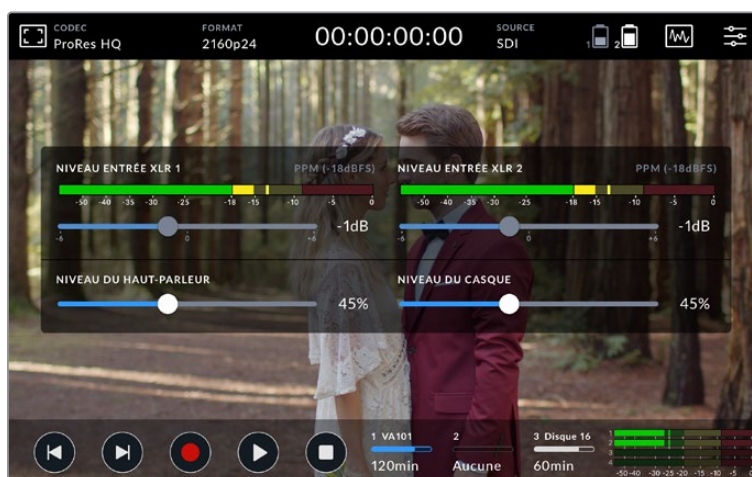 CODEC FORMAT 00:00:00:00 SOURCE
ProRes HQ 2160p24 SDI 1 2
NIVEAU ENTRÉE XLR 1 PPM (-18dBFS) NIVEAU ENTRÉE XLR 2 PPM (-18dBFS)
-50 -40 -35 -30 -25 -18 -15 -10 -5 0 -50 -40 -35 -30 -25 -18 -15 -10 -5 0
-1dB -1dB
-6 0 +6 -6 0 +6
NIVEAU DU HAUT-PARLEUR NIVEAU DU CASQUE
45% 45%
1 VA101 2 3 Disque 16
120min Aucune 60min
1
2
3
4
-50 -40 -30 -25 -20 -15 -10 -5